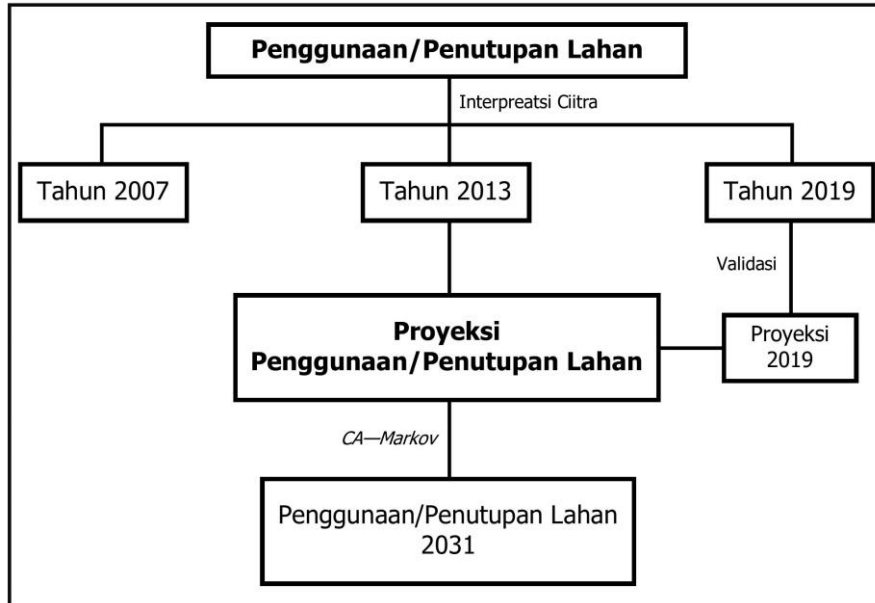 Penggunaan/Penutupan Lahan
Interpreatsi Ciitra
Tahun 2007
Tahun 2013
Tahun 2019
Validasi
Proyeksi
Penggunaan/Penutupan Lahan
Proyeksi
2019
CA—Markov
Penggunaan/Penutupan Lahan
2031